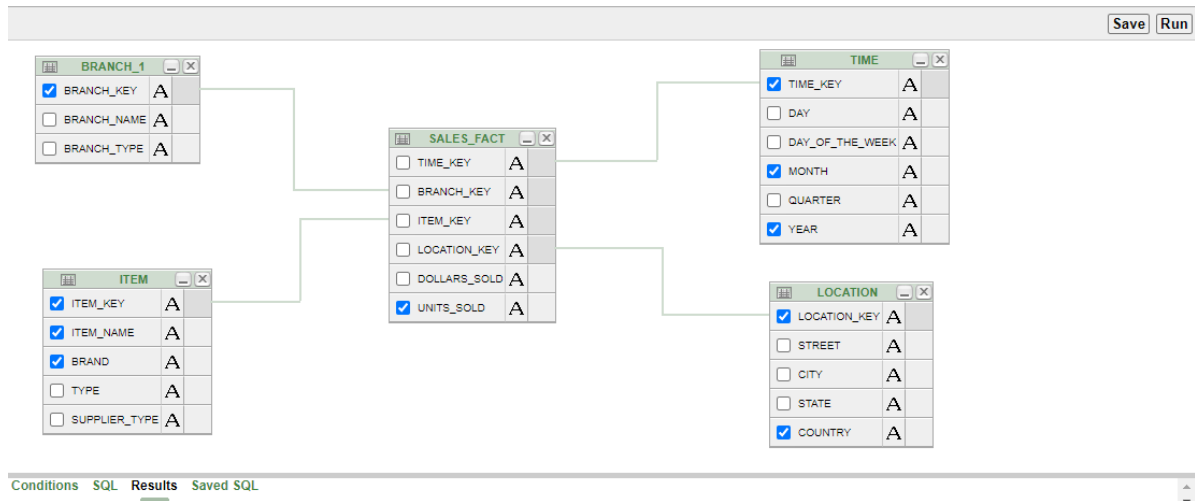 Save Run
BRANCH_1
BRANCH_KEY A
BRANCH_NAME A
BRANCH_TYPE A
SALES_FACT
TIME_KEY A
BRANCH_KEY A
ITEM_KEY A
LOCATION_KEY A
DOLLARS_SOLD A
UNITS_SOLD A
TIME
TIME_KEY A
DAY A
DAY_OF_THE_WEEK A
MONTH A
QUARTER A
YEAR A
ITEM
ITEM_KEY A
ITEM_NAME A
BRAND A
TYPE A
SUPPLIER_TYPE A
LOCATION
LOCATION_KEY A
STREET A
CITY A
STATE A
COUNTRY A
Conditions SQL Results Saved SQL